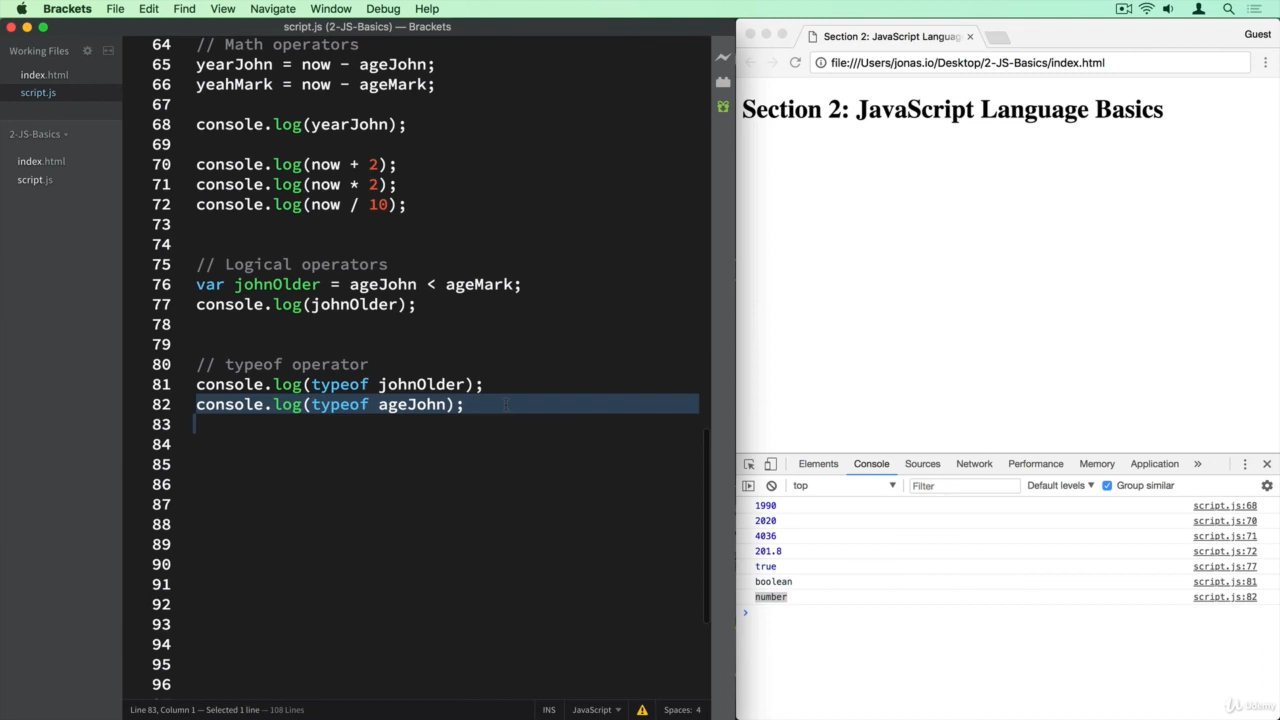 Brackets File Edit Find View Navigate Window Debug Help
script.js (2-JS-Basics) — Brackets
Working Files
index.html
script.js
2-JS-Basics
index.html
script.js
64 // Math operators
65 yearJohn = now - ageJohn;
66 yeahMark = now - ageMark;
67
68 console.log(yearJohn);
69
70 console.log(now + 2);
71 console.log(now * 2);
72 console.log(now / 10);
73
74
75 // Logical operators
76 var johnOlder = ageJohn < ageMark;
77 console.log(johnOlder);
78
79
80 // typeof operator
81 console.log(typeof johnOlder);
82 console.log(typeof ageJohn);
83
84
85
86
87
88
89
90
91
92
93
94
95
96
Line 83, Column 1 — Selected 1 line — 108 Lines
INS JavaScript Spaces: 4
Section 2: JavaScript Languag
Guest
file:///Users/jonas.io/Desktop/2-JS-Basics/index.html
Section 2: JavaScript Language Basics
Elements Console Sources Network Performance Memory Application »
top Filter Default levels Group similar
1990 script.js:68
2020 script.js:70
4036 script.js:71
201.8 script.js:72
true script.js:77
boolean script.js:81
number script.js:82
>
Udemy